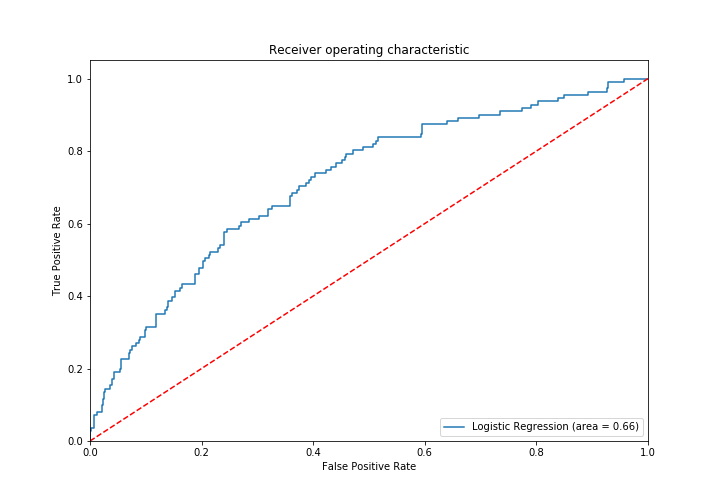 Receiver operating characteristic
True Positive Rate
1.0
0.8
0.6
0.4
0.2
0.0
Logistic Regression (area = 0.66)
0.0 0.2 0.4 0.6 0.8 1.0
False Positive Rate